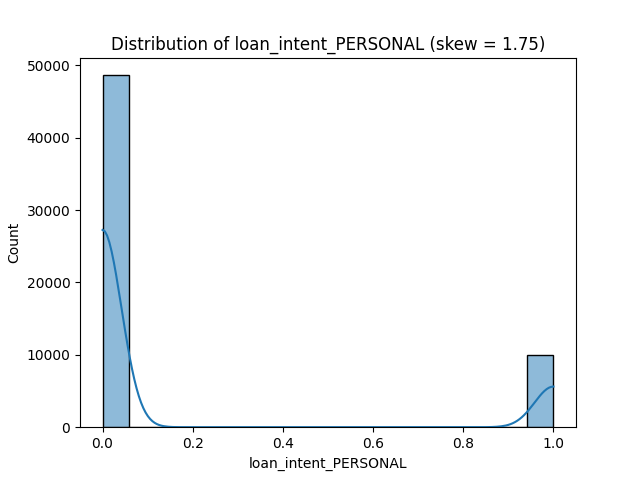 Distribution of loan_intent_PERSONAL (skew = 1.75)
50000
40000
30000
20000
10000
0
Count
0.0 0.2 0.4 0.6 0.8 1.0
loan_intent_PERSONAL